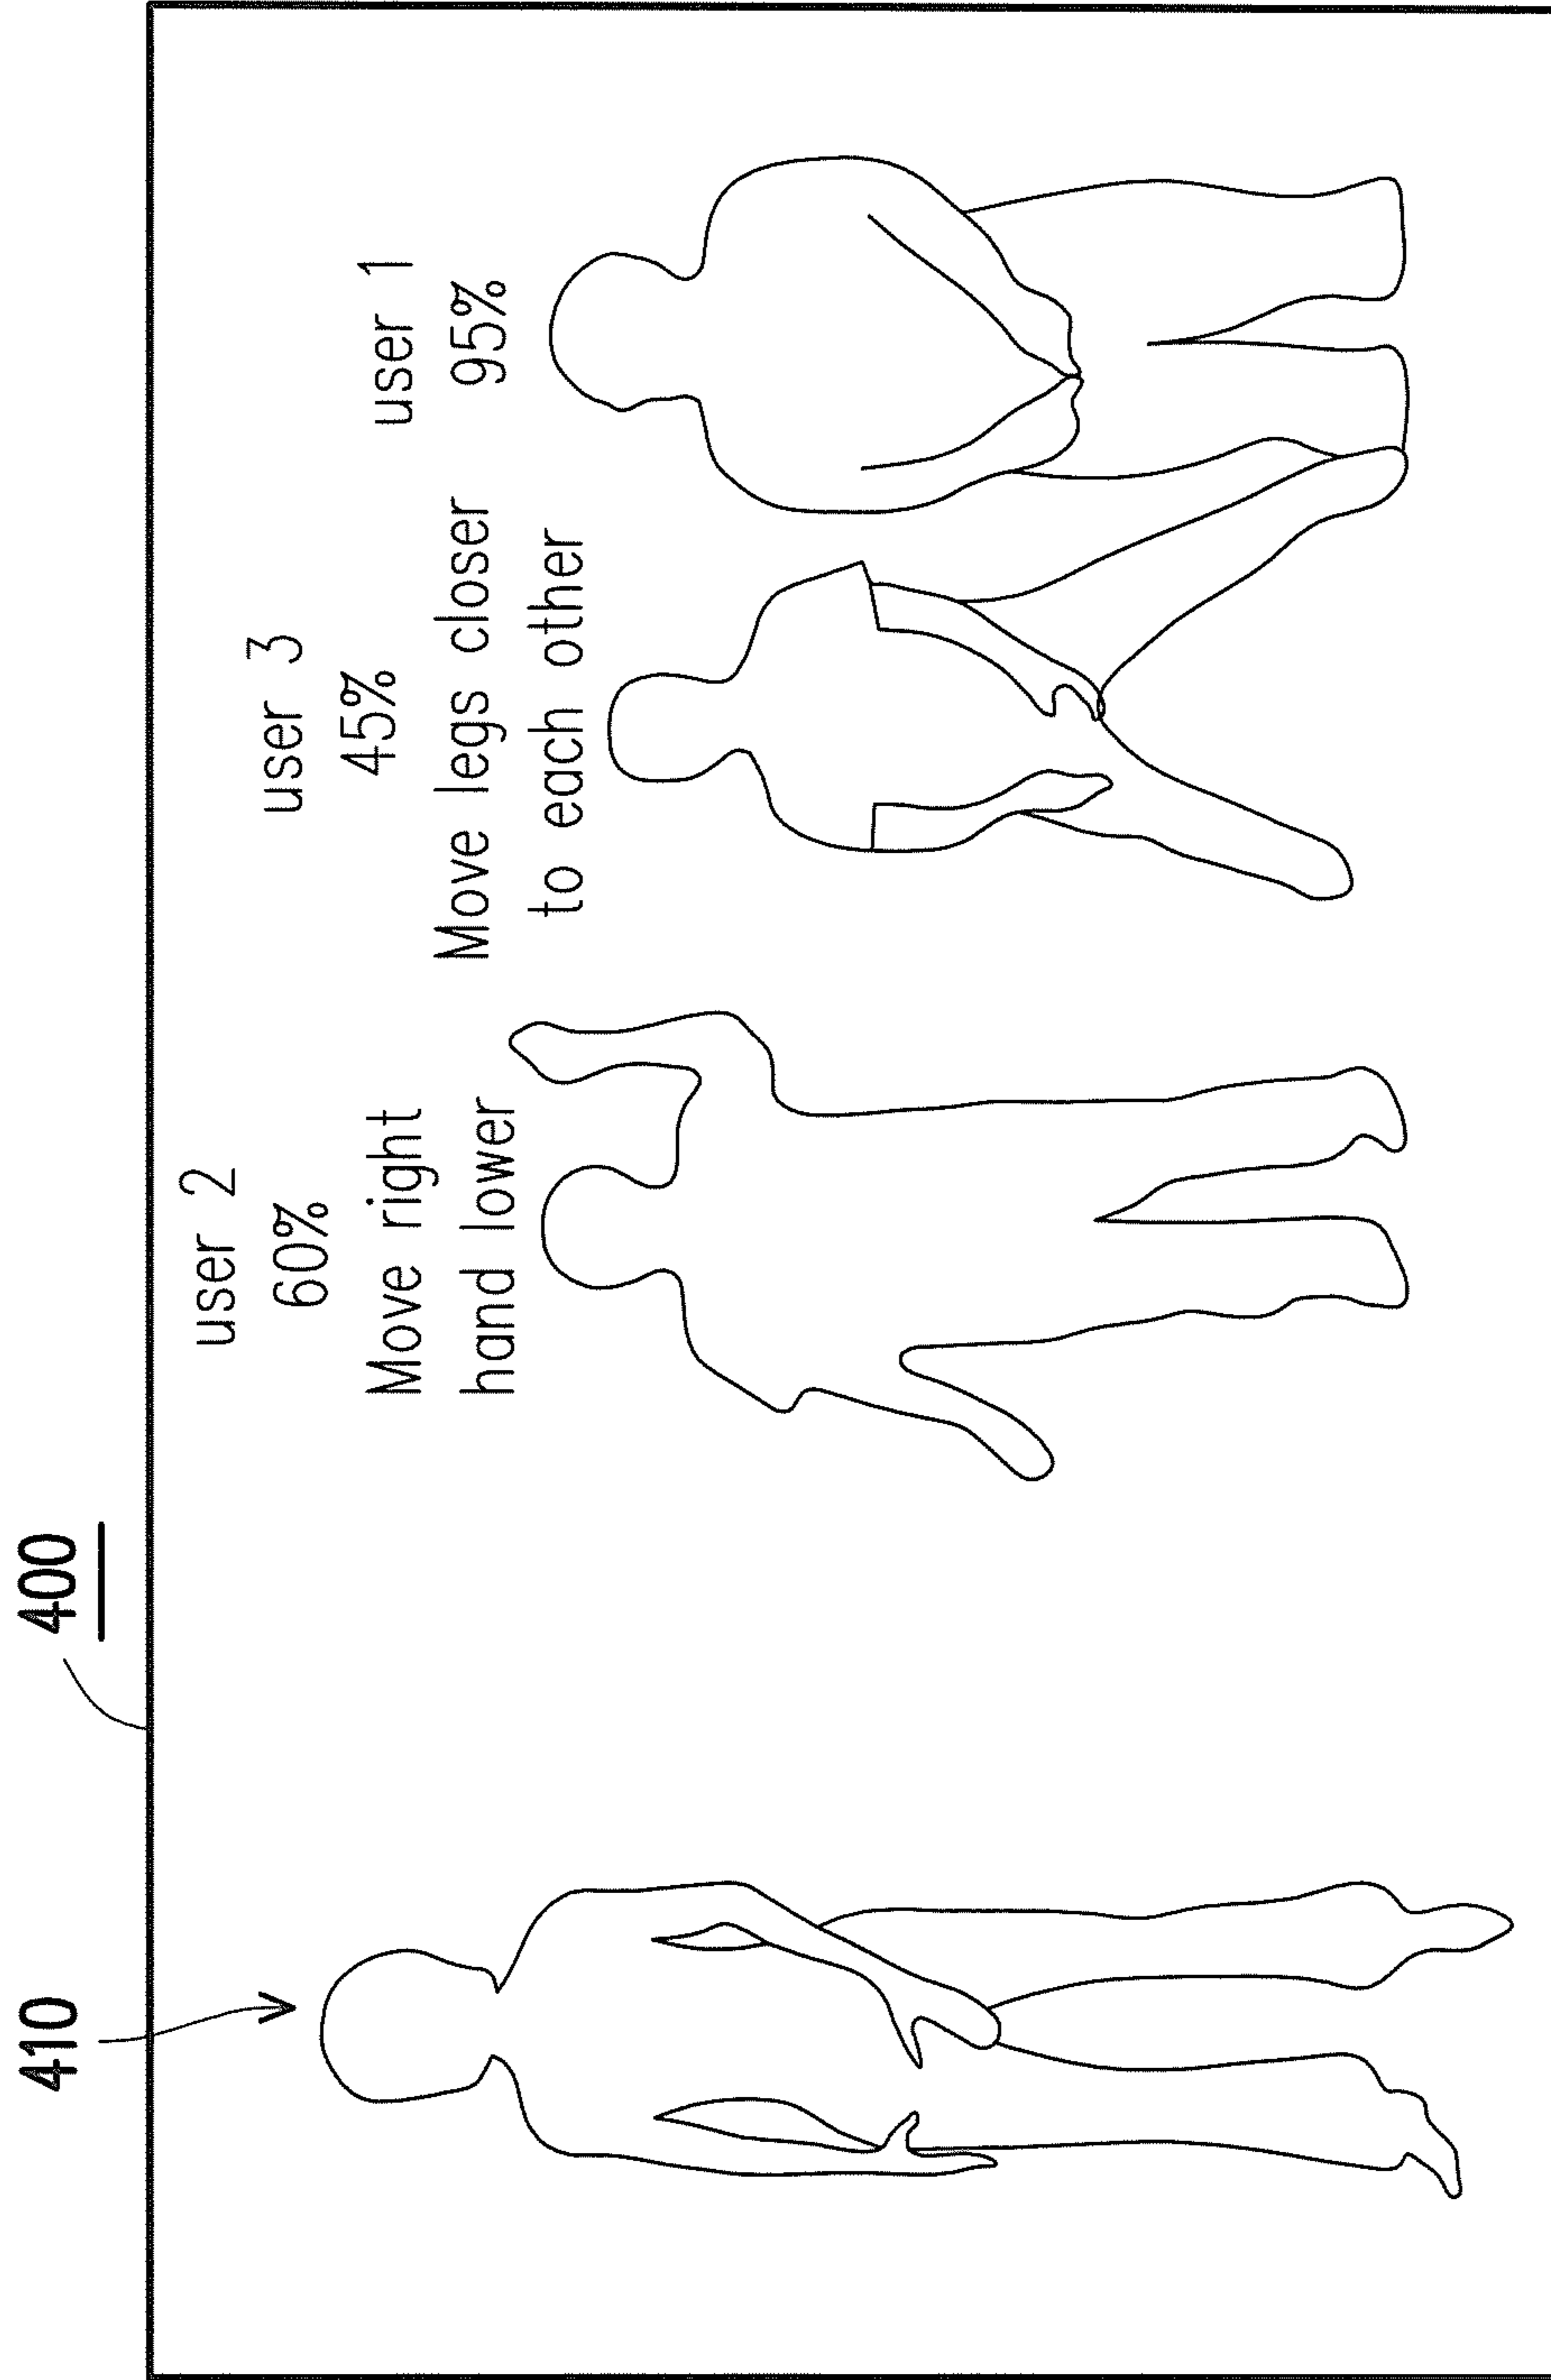 410
400
user 2
60%
Move right
hand lower
user 3
45%
Move legs closer
to each other
user 1
95%